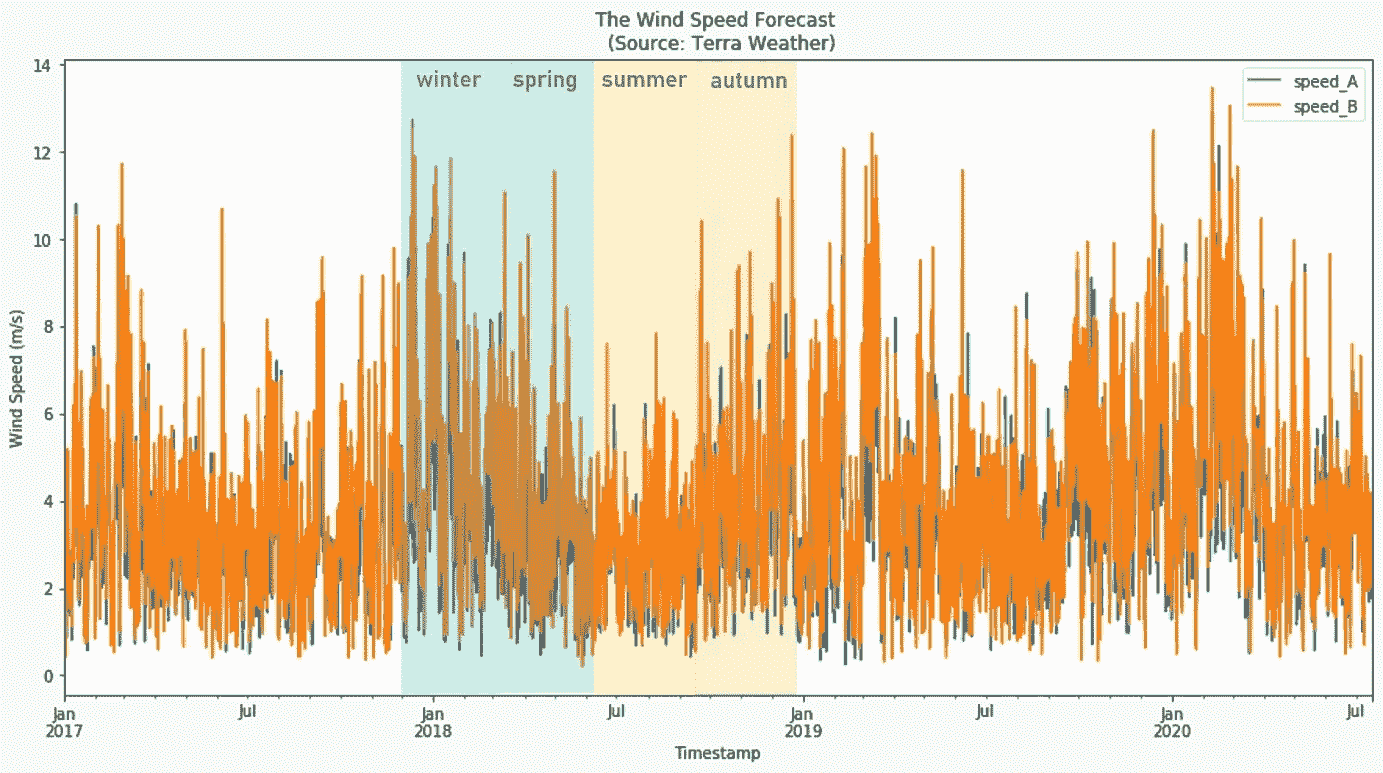 The Wind Speed Forecast
(Source: Terra Weather)
14
winter spring summer autumn
speed_A
speed_B
12
10
8
6
4
2
0
Wind Speed (m/s)
Jan Jul Jan Jul Jan Jul Jan Jul
2017 2018 2019 2020
Timestamp